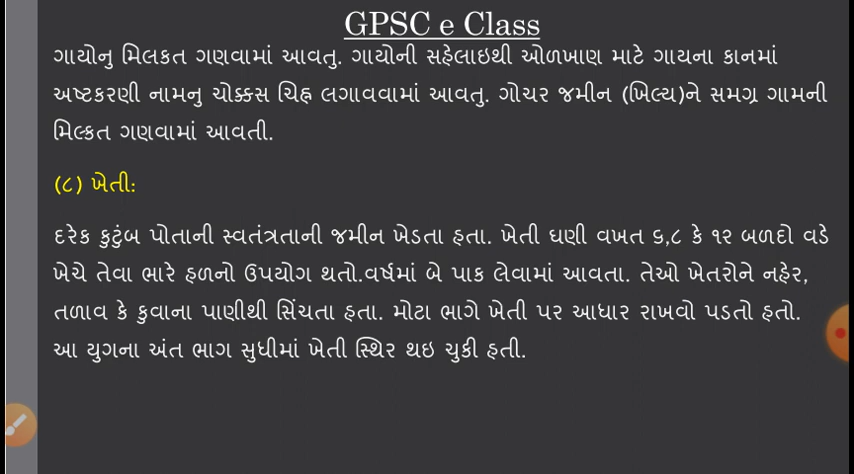 GPSC e Class
ગાયોનુ મિલકત ગણવામાં આવતુ. ગાયોની સહેલાઇથી ઓળખાણ માટે ગાયના કાનમાં
અષ્ટકરણી નામનુ ચોક્કસ ચિહ્ન લગાવવામાં આવતુ. ગોચર જમીન (ખિલ્ય)ને સમગ્ર ગામની
મિલ્કત ગણવામાં આવતી.
(૮) ખેતી:
દરેક કુટુંબ પોતાની સ્વતંત્રતાની જમીન ખેડતા હતા. ખેતી ઘણી વખત ૬,૮ કે ૧૨ બળદો વડે
ખેચે તેવા ભારે હળનો ઉપયોગ થતો.વર્ષમાં બે પાક લેવામાં આવતા. તેઓ ખેતરોને નહેર,
તળાવ કે કુવાના પાણીથી સિંચતા હતા. મોટા ભાગે ખેતી પર આધાર રાખવો પડતો હતો.
આ યુગના અંત ભાગ સુધીમાં ખેતી સ્થિર થઇ ચુકી હતી.